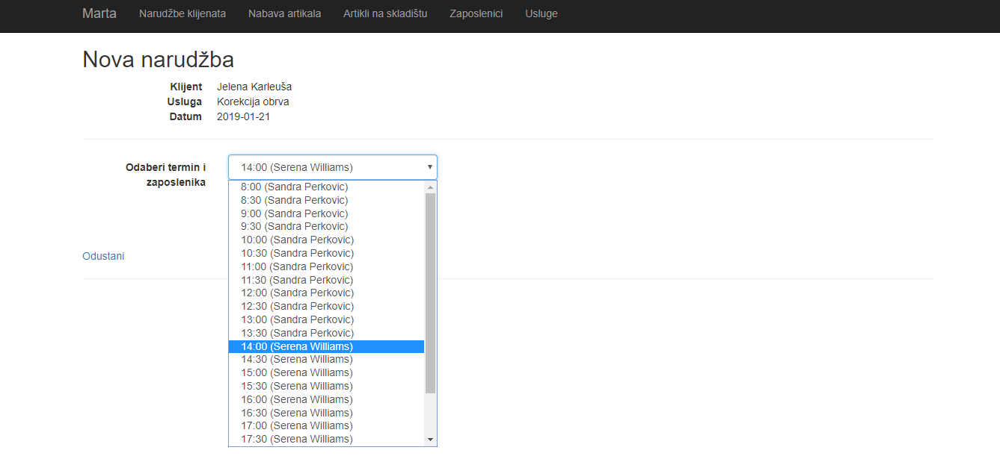 Marta Narudžbe klijenata Nabava artikala Artikli na skladištu Zaposlenici Usluge
Nova narudžba
Klijent Jelena Karleuša
Usluga Korekcija obrva
Datum 2019-01-21
Odaberi termin i
zaposlenika
14:00 (Serena Williams)
8:00 (Sandra Perkovic)
8:30 (Sandra Perkovic)
9:00 (Sandra Perkovic)
9:30 (Sandra Perkovic)
10:00 (Sandra Perkovic)
10:30 (Sandra Perkovic)
11:00 (Sandra Perkovic)
11:30 (Sandra Perkovic)
12:00 (Sandra Perkovic)
12:30 (Sandra Perkovic)
13:00 (Sandra Perkovic)
13:30 (Sandra Perkovic)
14:00 (Serena Williams)
14:30 (Serena Williams)
15:00 (Serena Williams)
15:30 (Serena Williams)
16:00 (Serena Williams)
16:30 (Serena Williams)
17:00 (Serena Williams)
17:30 (Serena Williams)
Odustani